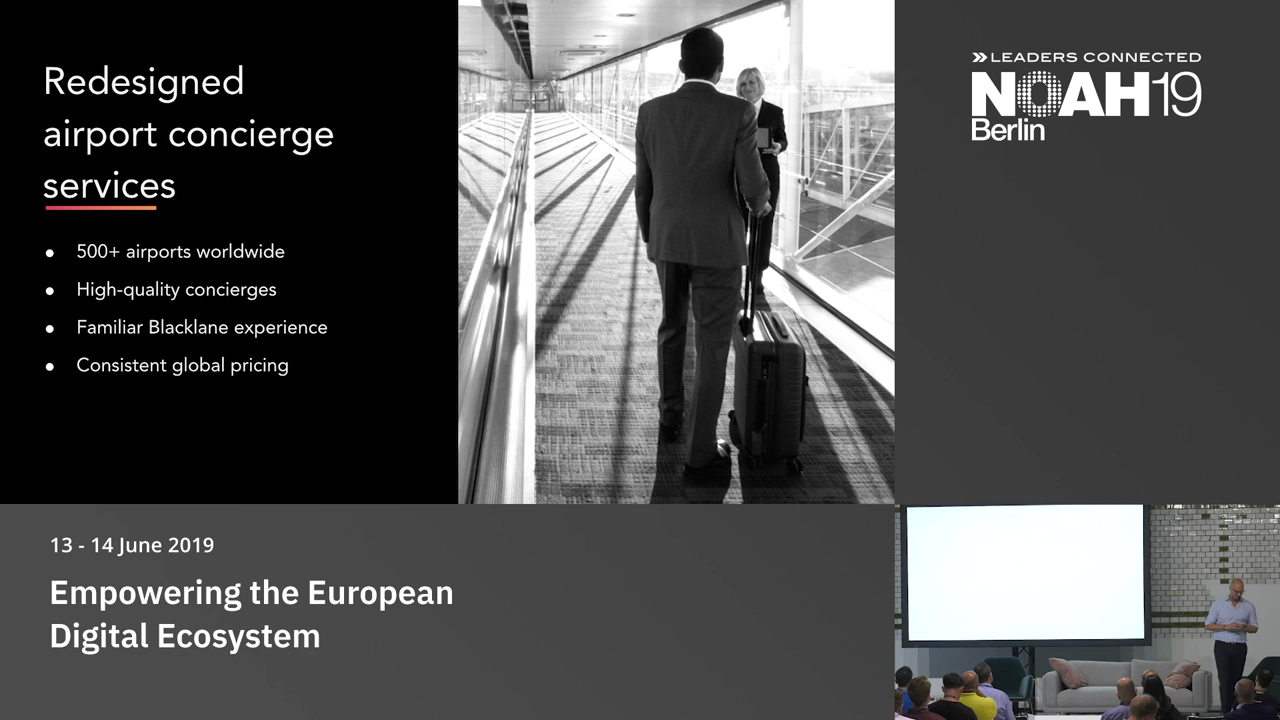 Redesigned
airport concierge
services
• 500+ airports worldwide
• High-quality concierges
• Familiar Blacklane experience
• Consistent global pricing
LEADERS CONNECTED
NOAH19
Berlin
13 - 14 June 2019
Empowering the European
Digital Ecosystem